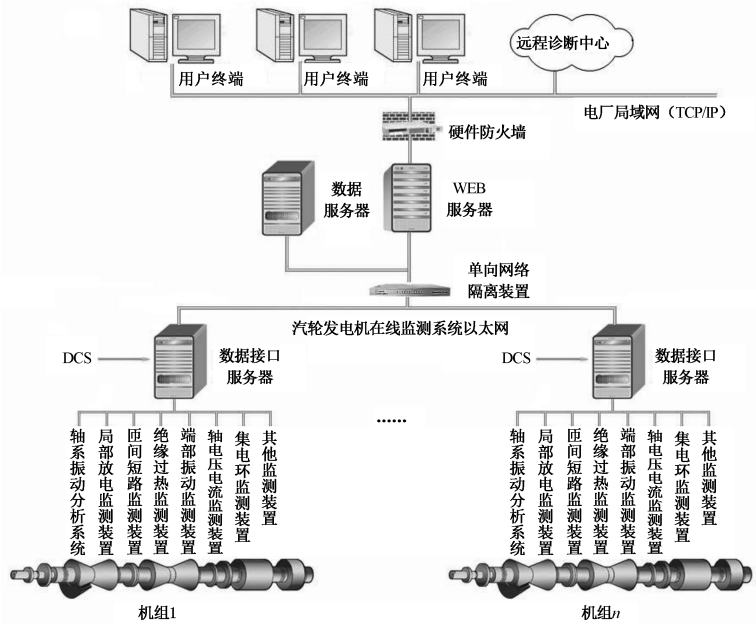 用户终端
用户终端
用户终端
远程诊断中心
电厂局域网（TCP/IP）
硬件防火墙
数据
服务器
WEB
服务器
单向网络
隔离装置
汽轮发电机在线监测系统以太网
DCS
数据接口
服务器
DCS
数据接口
服务器
轴系振动分析系统
局部放电监测装置
匝间短路监测装置
绝缘过热监测装置
端部振动监测装置
轴电压电流监测装置
集电环监测装置
其他监测装置
……
轴系振动分析系统
局部放电监测装置
匝间短路监测装置
绝缘过热监测装置
端部振动监测装置
轴电压电流监测装置
集电环监测装置
其他监测装置
机组1
机组n